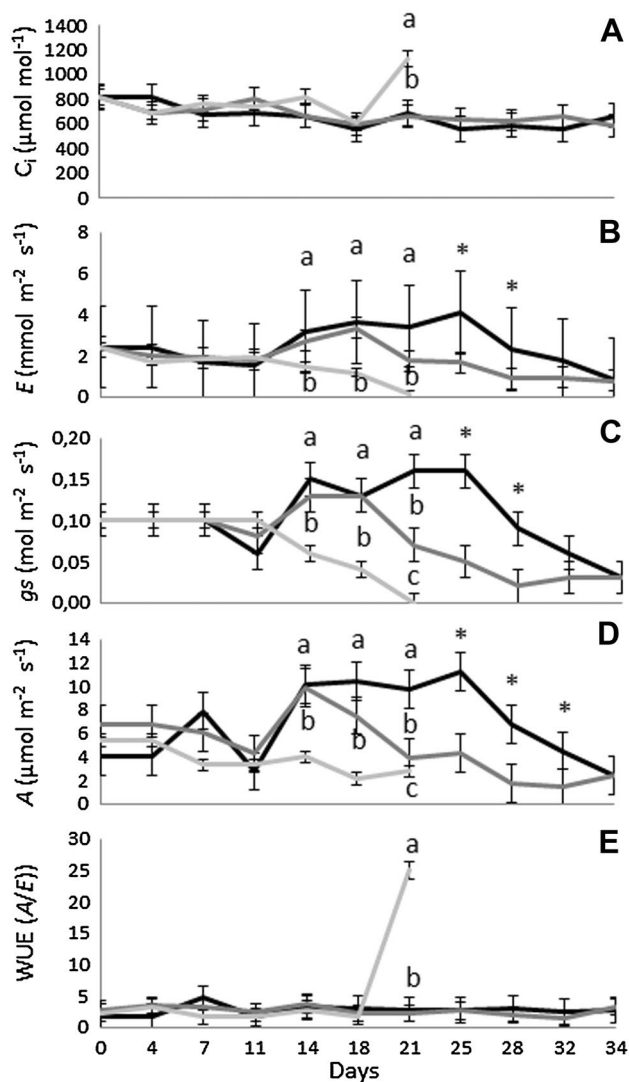 A
Cᵢ (µmol mol⁻¹)
1400
1200
1000
800
600
400
200
0
a
b
B
E (mmol m⁻² s⁻¹)
8
6
4
2
0
a a a * *
b b b
C
gs (mol m⁻² s⁻¹)
0,20
0,15
0,10
0,05
0,00
a a a * *
b b b
c
D
A (µmol m⁻² s⁻¹)
14
12
10
8
6
4
2
0
a a a * * *
b b b
c
E
WUE (A/E))
30
25
20
15
10
5
0
a
b
0 4 7 11 14 18 21 25 28 32 34
Days